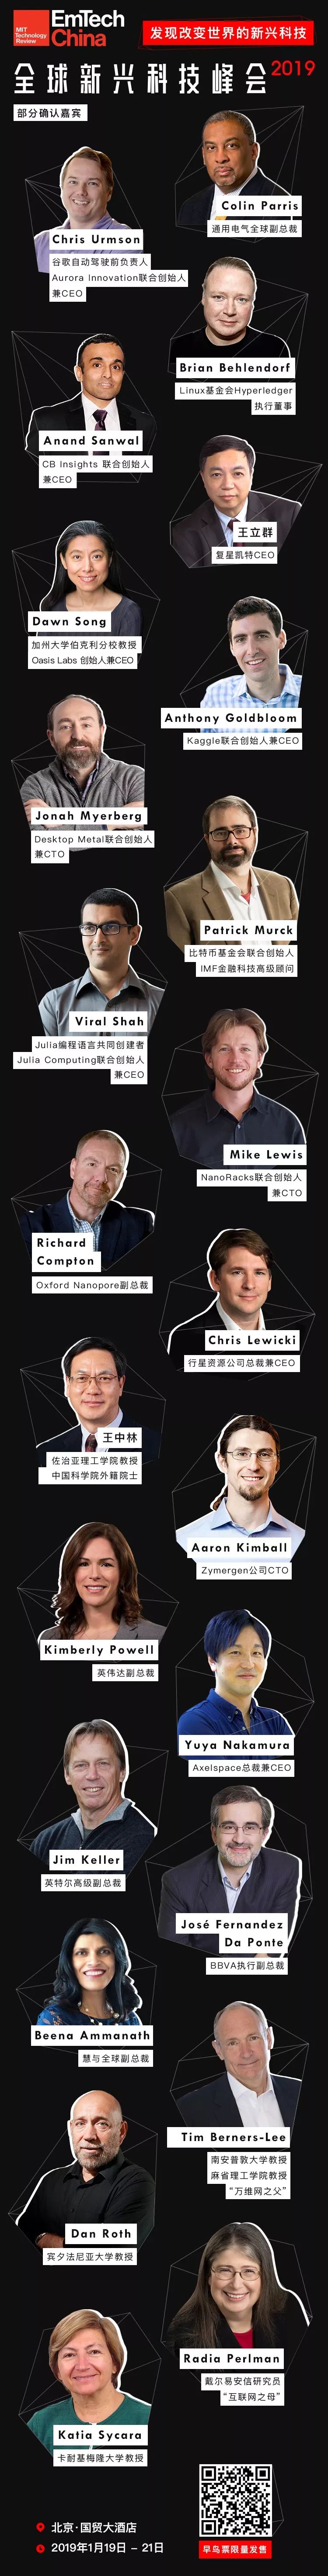 MIT
Technology
Review
EmTech
China
发现改变世界的新兴科技
全球新兴科技峰会2019
部分确认嘉宾
Colin Parris
通用电气全球副总裁
Chris Urmson
谷歌自动驾驶前负责人
Aurora Innovation联合创始人
兼CEO
Brian Behlendorf
Linux基金会Hyperledger
执行董事
Anand Sanwal
CB Insights 联合创始人
兼CEO
王立群
复星凯特CEO
Dawn Song
加州大学伯克利分校教授
Oasis Labs 创始人兼CEO
Anthony Goldbloom
Kaggle联合创始人兼CEO
Jonah Myerberg
Desktop Metal联合创始人
兼CTO
Patrick Murck
比特币基金会联合创始人
IMF金融科技高级顾问
Viral Shah
Julia编程语言共同创建者
Julia Computing联合创始人
兼CEO
Mike Lewis
NanoRacks联合创始人
兼CTO
Richard
Compton
Oxford Nanopore副总裁
Chris Lewicki
行星资源公司总裁兼CEO
王中林
佐治亚理工学院教授
中国科学院外籍院士
Aaron Kimball
Zymergen公司CTO
Kimberly Powell
英伟达副总裁
Yuya Nakamura
Axelspace总裁兼CEO
Jim Keller
英特尔高级副总裁
José Fernandez
Da Ponte
BBVA执行副总裁
Beena Ammanath
慧与全球副总裁
Tim Berners-Lee
南安普敦大学教授
麻省理工学院教授
“万维网之父”
Dan Roth
宾夕法尼亚大学教授
Radia Perlman
戴尔易安信研究员
“互联网之母”
Katia Sycara
卡耐基梅隆大学教授
北京·国贸大酒店
2019年1月19日 - 21日
早鸟票限量发售